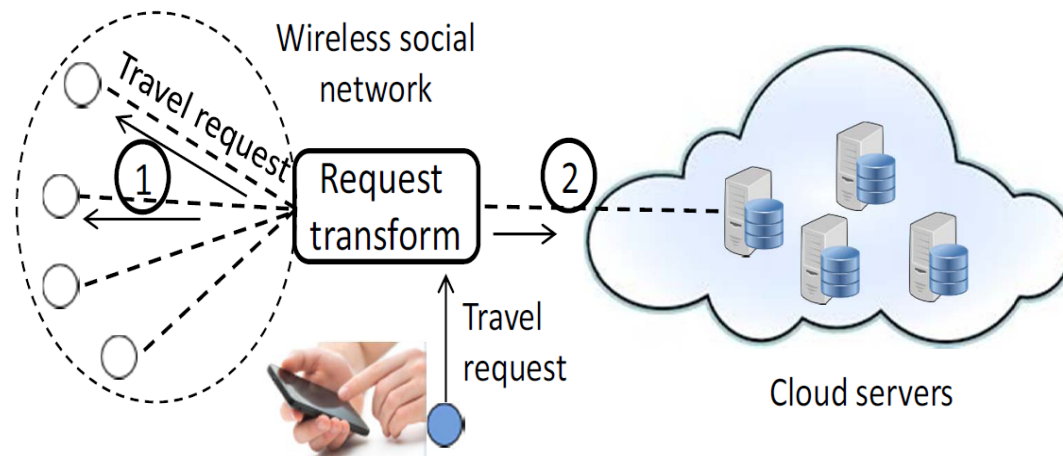 Wireless social
network
Travel request
1
Request
transform
2
Travel
request
Cloud servers